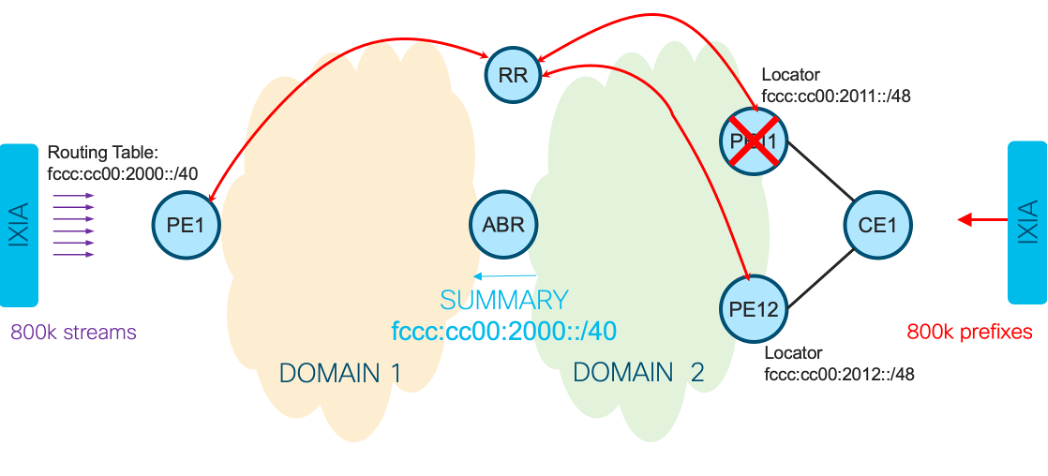 RR
Locator
fccc:cc00:2011::/48
PE11
Routing Table:
fccc:cc00:2000::/40
IXIA
PE1
ABR
CE1
IXIA
SUMMARY
fccc:cc00:2000::/40
PE12
800k streams
800k prefixes
Locator
fccc:cc00:2012::/48
DOMAIN 1
DOMAIN 2